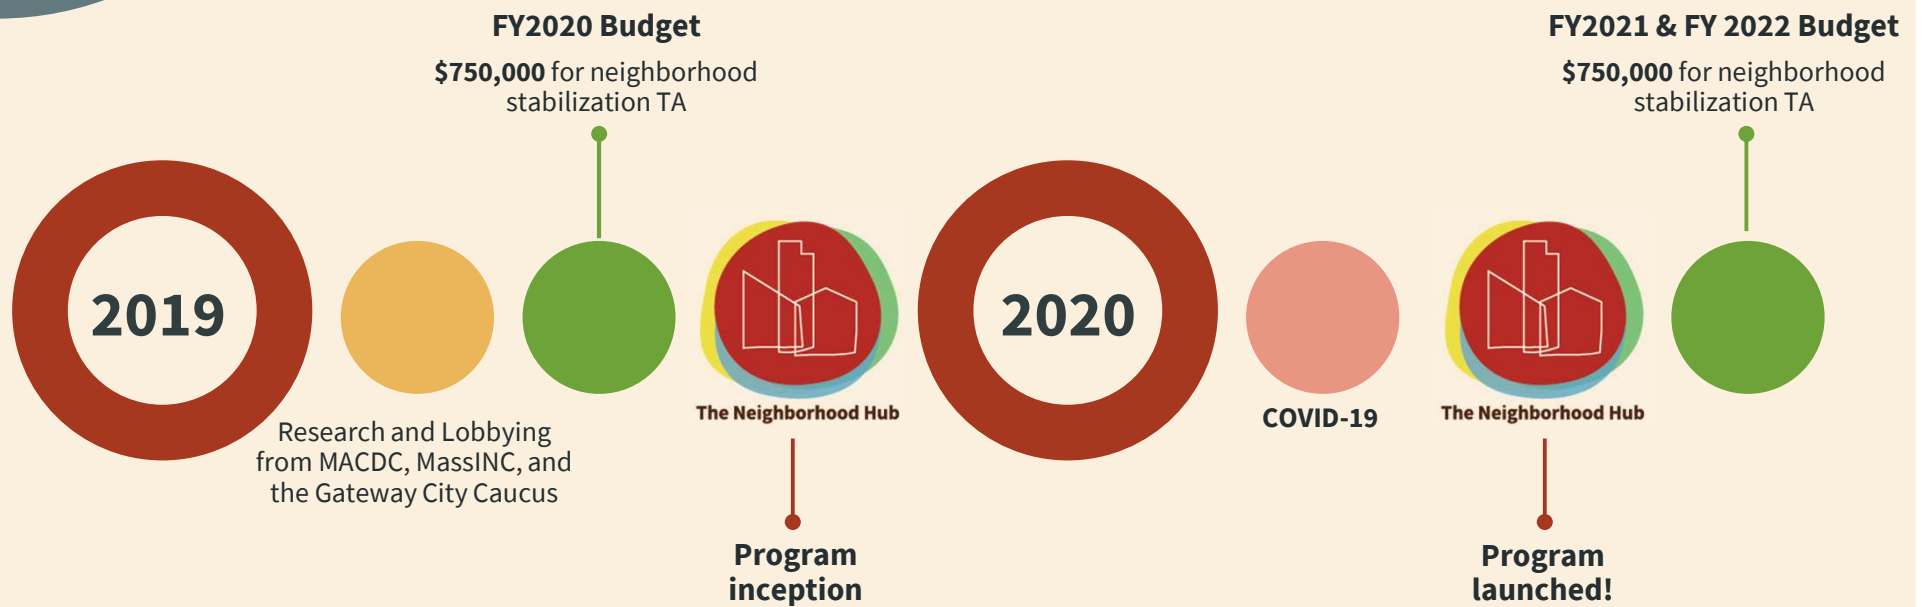 FY2020 Budget
$750,000 for neighborhood
stabilization TA
FY2021 & FY 2022 Budget
$750,000 for neighborhood
stabilization TA
2019
Research and Lobbying
from MACDC, MassINC, and
the Gateway City Caucus
The Neighborhood Hub
Program
inception
2020
COVID-19
The Neighborhood Hub
Program
launched!